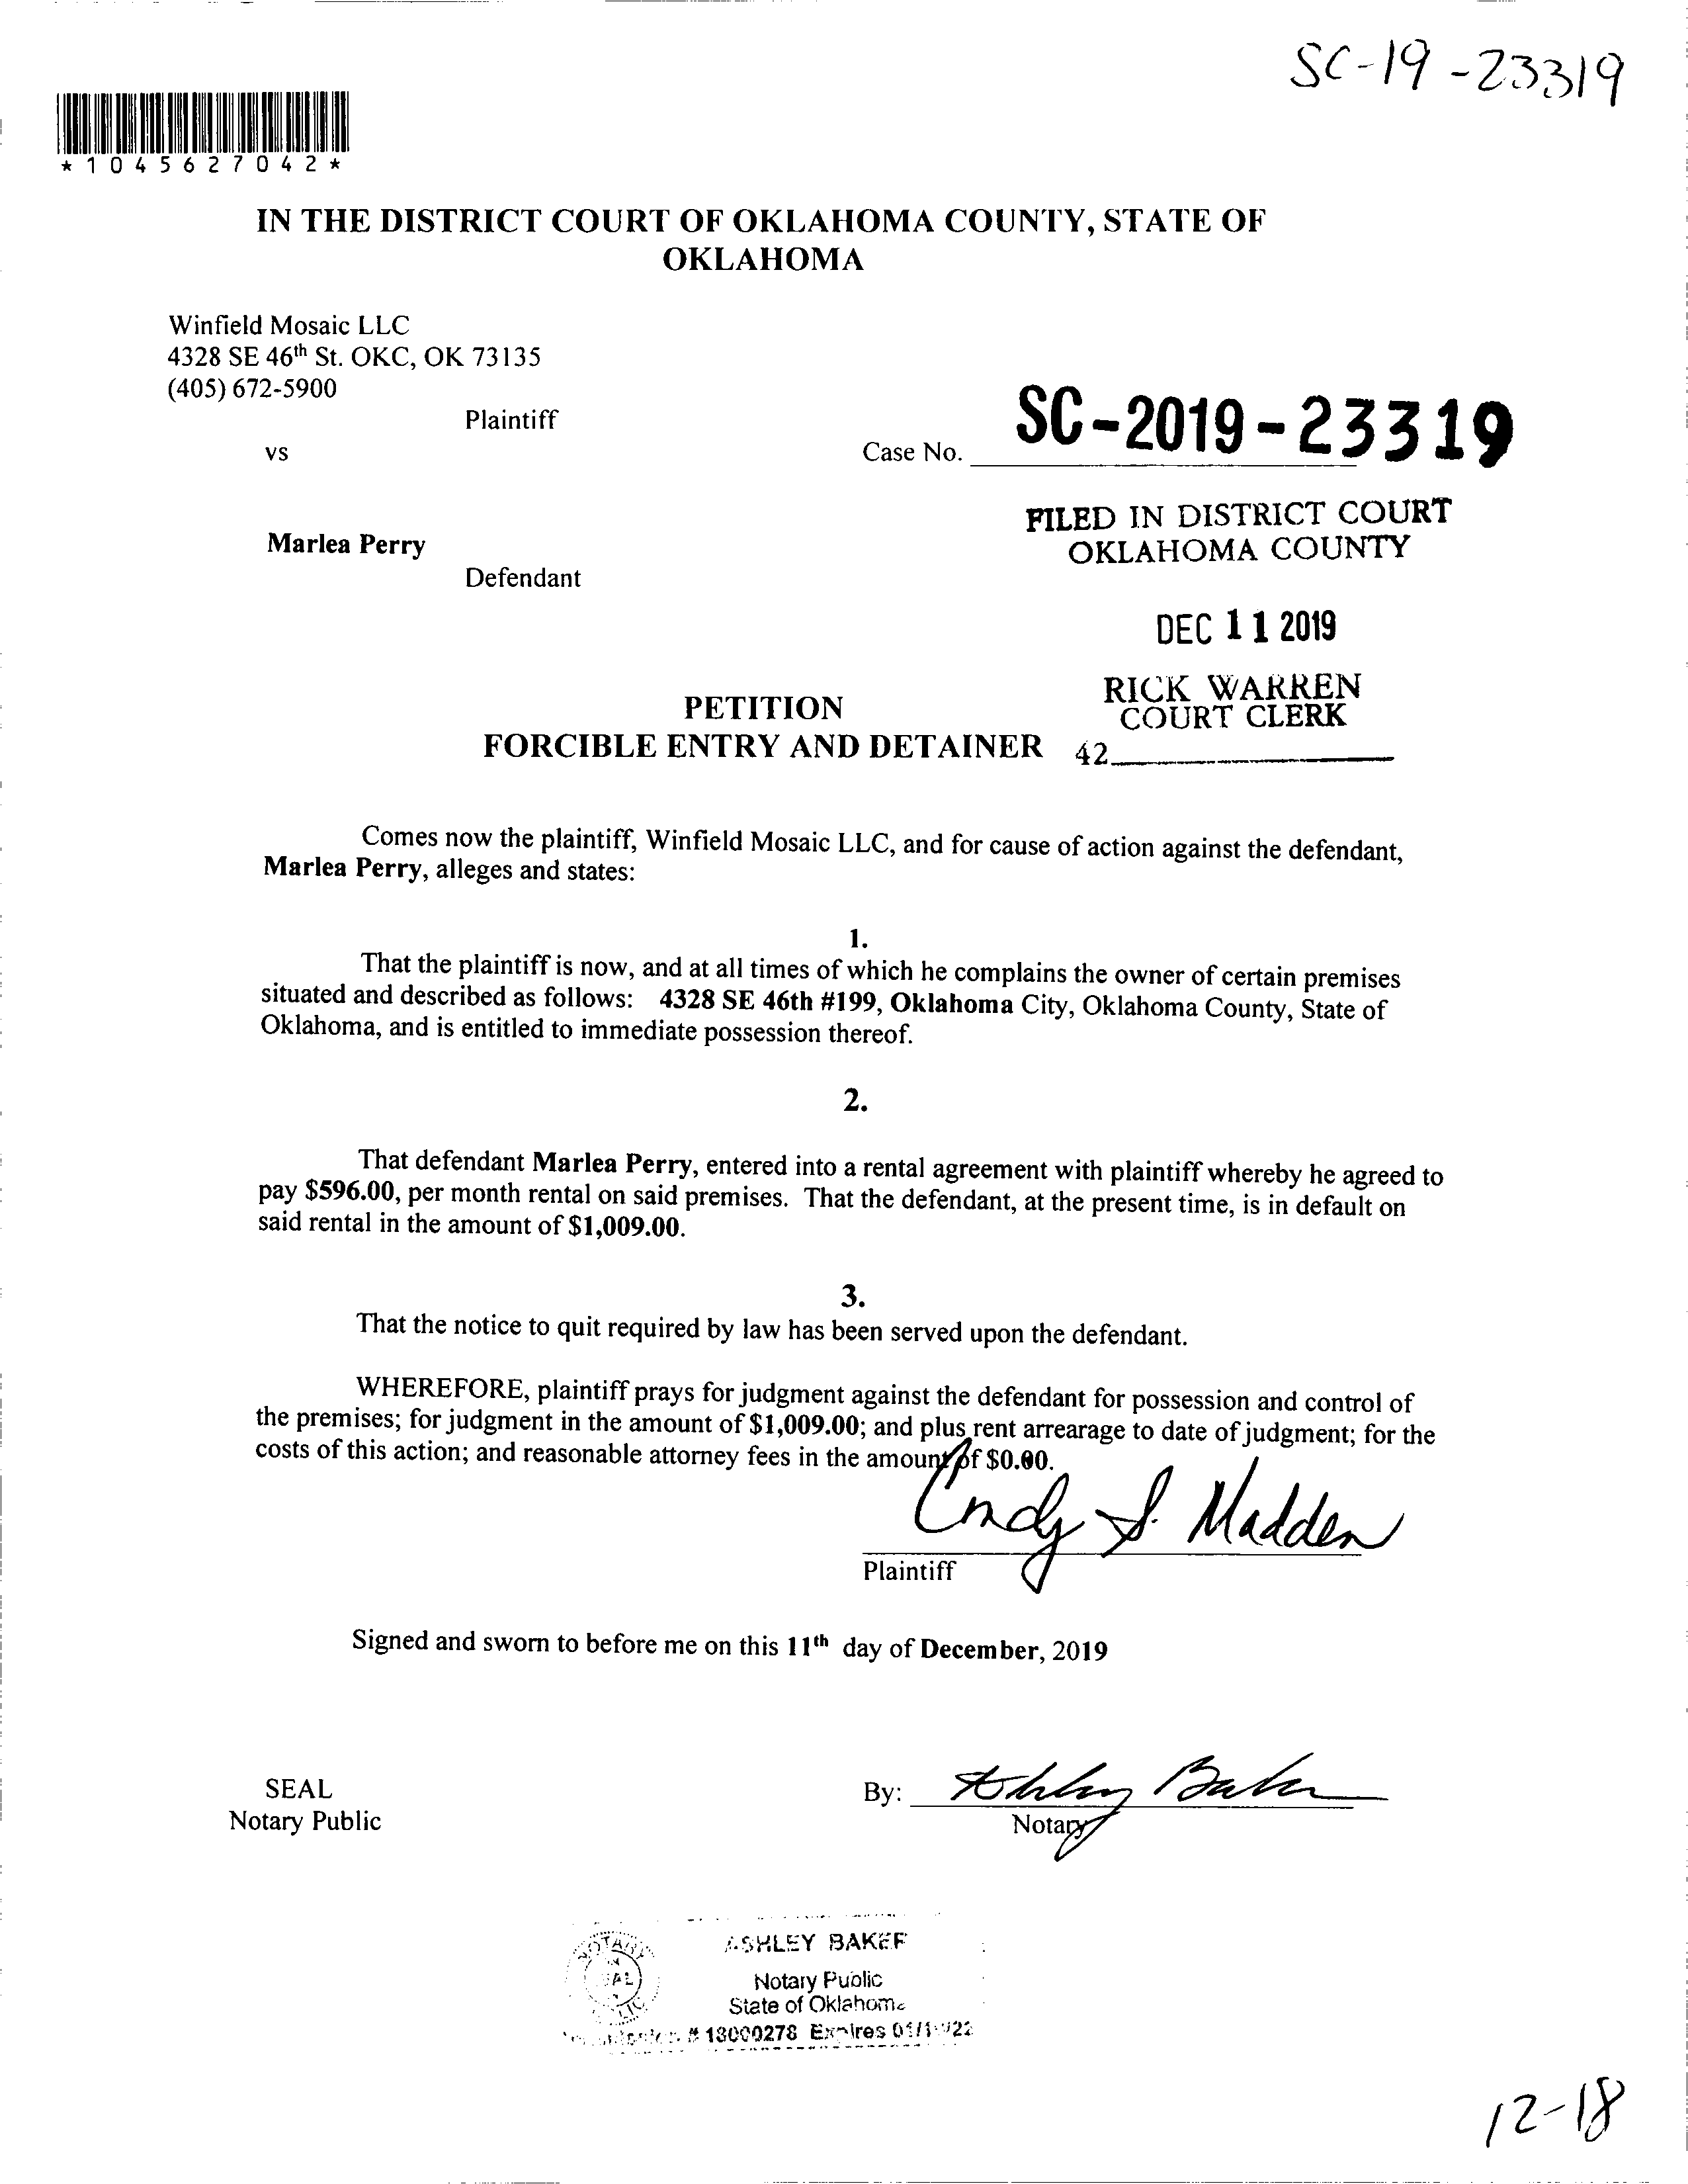 SC-19-23319
*1045627042*
IN THE DISTRICT COURT OF OKLAHOMA COUNTY, STATE OF
OKLAHOMA
Winfield Mosaic LLC
4328 SE 46th St. OKC, OK 73135
(405) 672-5900
Plaintiff
vs
Case No. SC-2019-23319
FILED IN DISTRICT COURT
OKLAHOMA COUNTY
Marlea Perry
Defendant
DEC 11 2019
RICK WARREN
COURT CLERK
42
PETITION
FORCIBLE ENTRY AND DETAINER
Comes now the plaintiff, Winfield Mosaic LLC, and for cause of action against the defendant,
Marlea Perry, alleges and states:
1.
That the plaintiff is now, and at all times of which he complains the owner of certain premises
situated and described as follows: 4328 SE 46th #199, Oklahoma City, Oklahoma County, State of
Oklahoma, and is entitled to immediate possession thereof.
2.
That defendant Marlea Perry, entered into a rental agreement with plaintiff whereby he agreed to
pay $596.00, per month rental on said premises. That the defendant, at the present time, is in default on
said rental in the amount of $1,009.00.
3.
That the notice to quit required by law has been served upon the defendant.
WHEREFORE, plaintiff prays for judgment against the defendant for possession and control of
the premises; for judgment in the amount of $1,009.00; and plus rent arrearage to date of judgment; for the
costs of this action; and reasonable attorney fees in the amount of $0.00.
Cindy S. Madden
Plaintiff
Signed and sworn to before me on this 11th day of December, 2019
SEAL
Notary Public
By: Ashley Baker
Notary
ASHLEY BAKER
Notary Public
State of Oklahoma
# 18000278 Expires
12-18